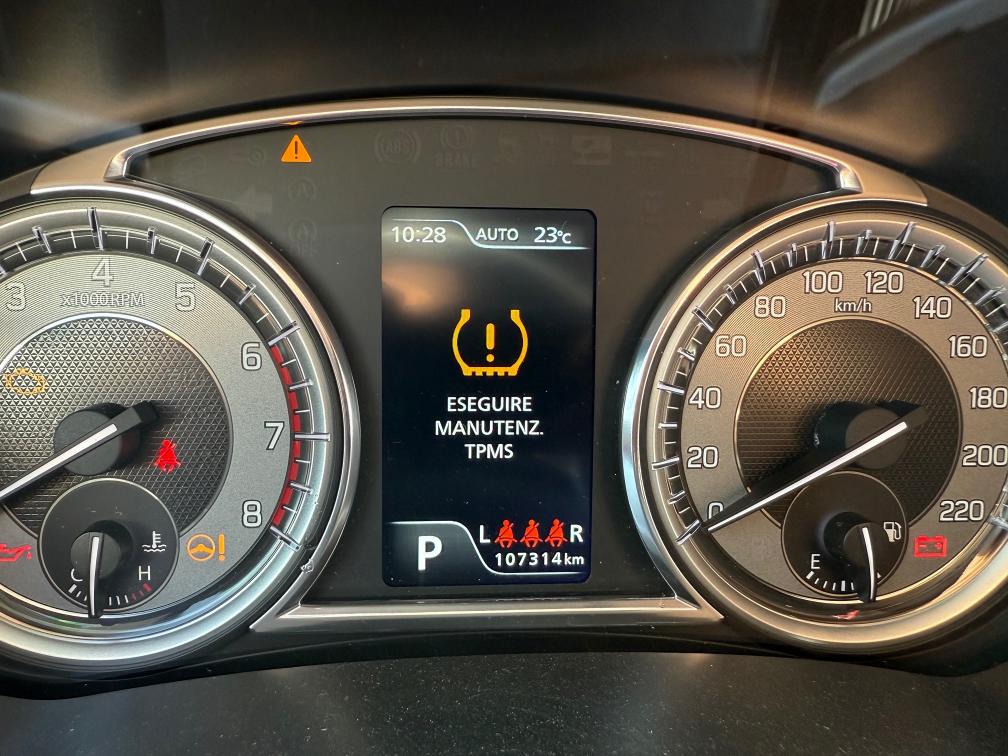 10:28 AUTO 23°C
ESEGUIRE
MANUTENZ.
TPMS
P
L R
107314km
3 4 5 6 7 8
x1000RPM
C H
0 20 40 60 80 100 120 140 160 180 200 220
km/h
E